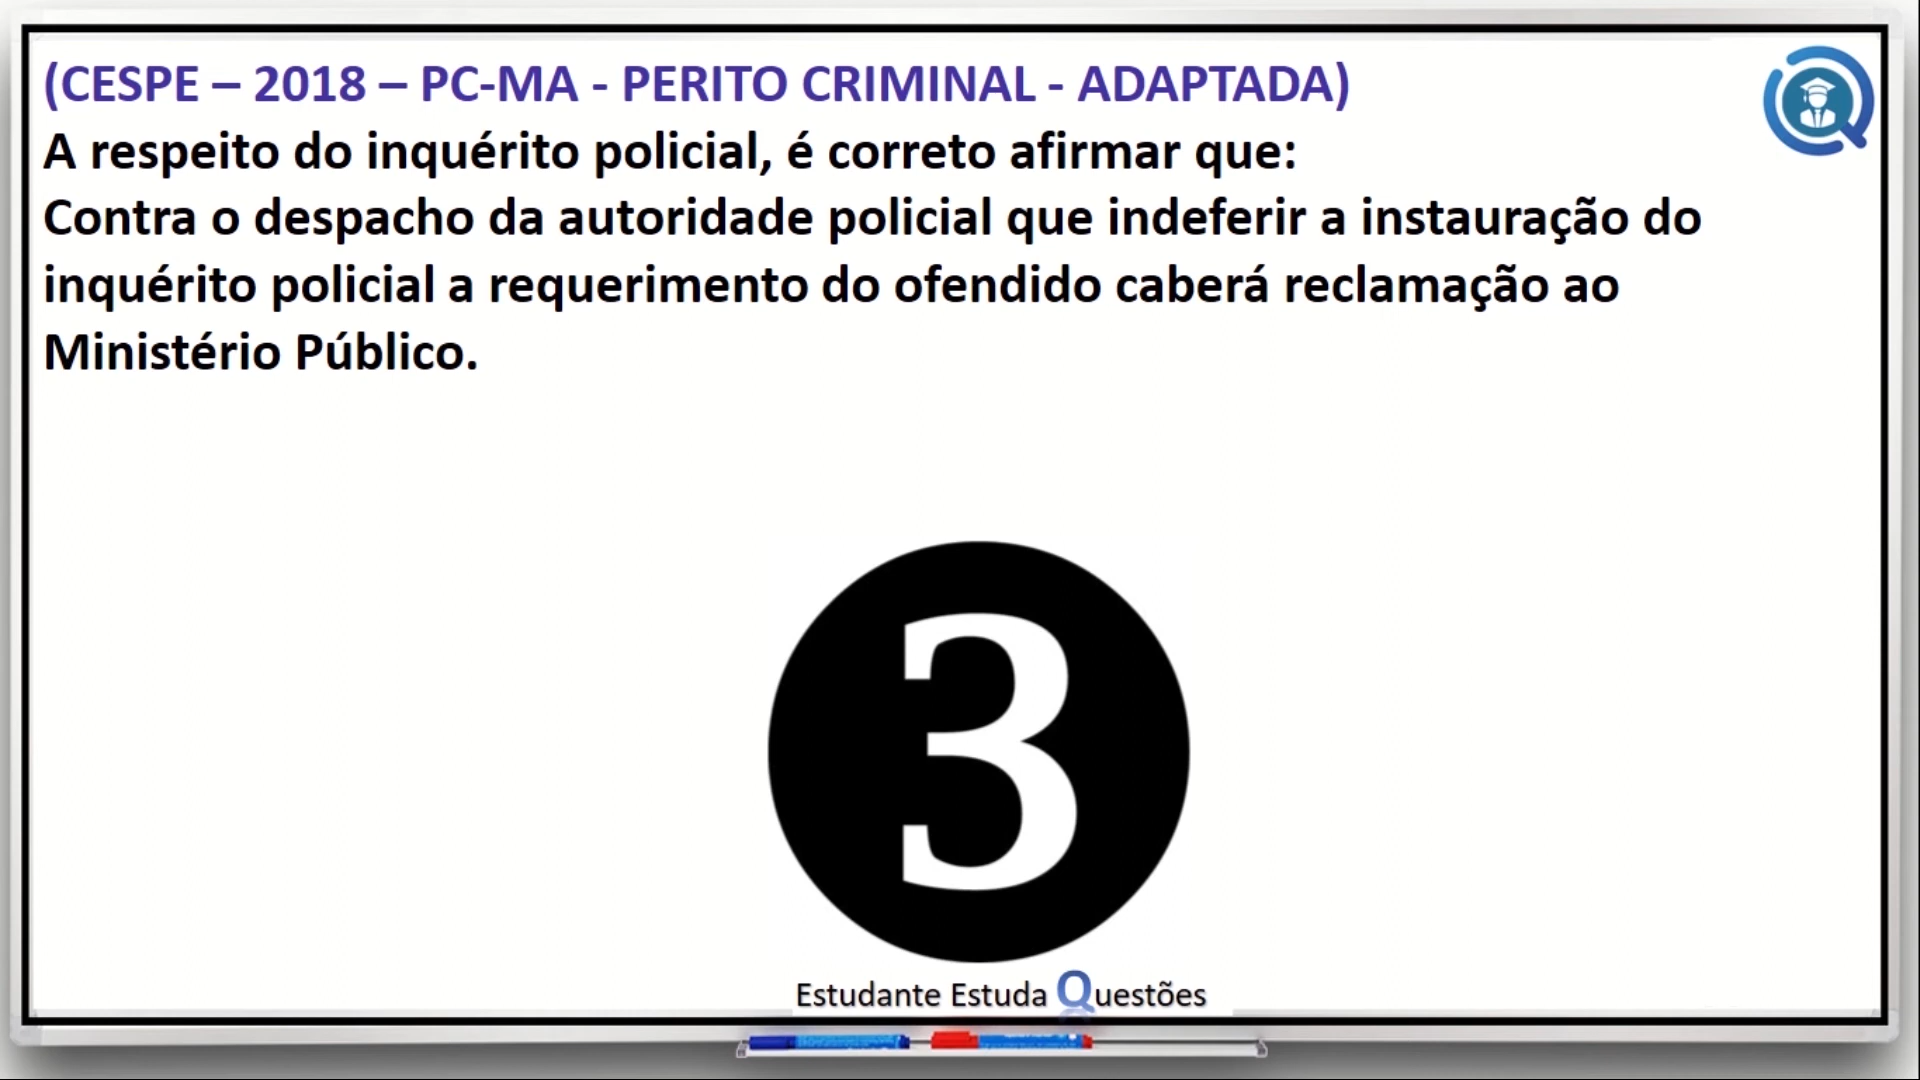 (CESPE – 2018 – PC-MA - PERITO CRIMINAL - ADAPTADA)
A respeito do inquérito policial, é correto afirmar que:
Contra o despacho da autoridade policial que indeferir a instauração do
inquérito policial a requerimento do ofendido caberá reclamação ao
Ministério Público.
3
Estudante Estuda Questões